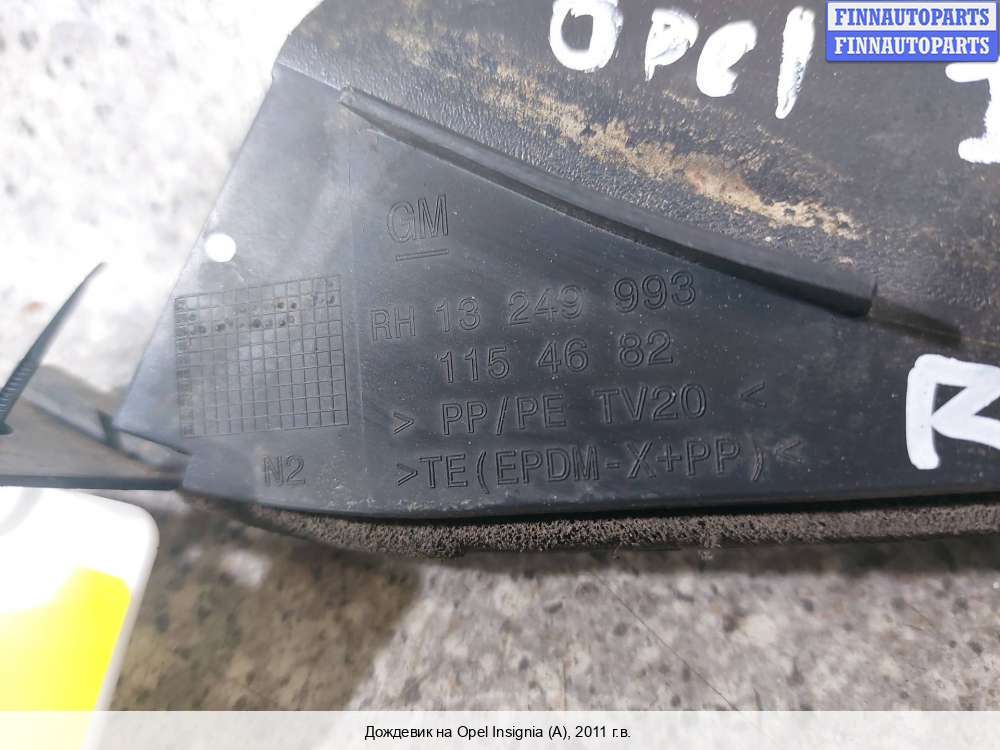 FINNAUTOPARTS
FINNAUTOPARTS
Opel
GM
RH 13 249 993
115 46 82
> PP/PE TV20 <
>TE(EPDM-X+PP)<
N2
R
Дождевик на Opel Insignia (A), 2011 г.в.